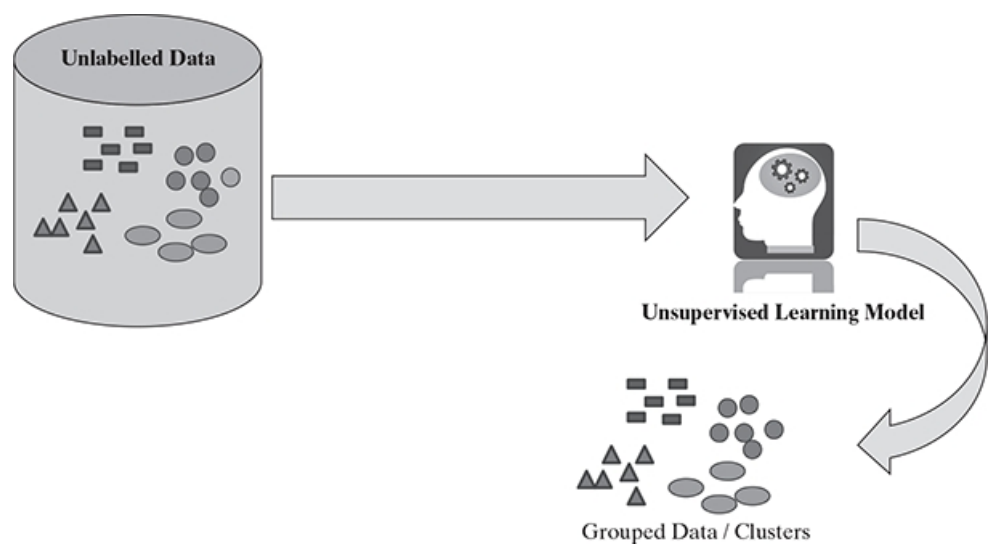 Unlabelled Data
Unsupervised Learning Model
Grouped Data / Clusters